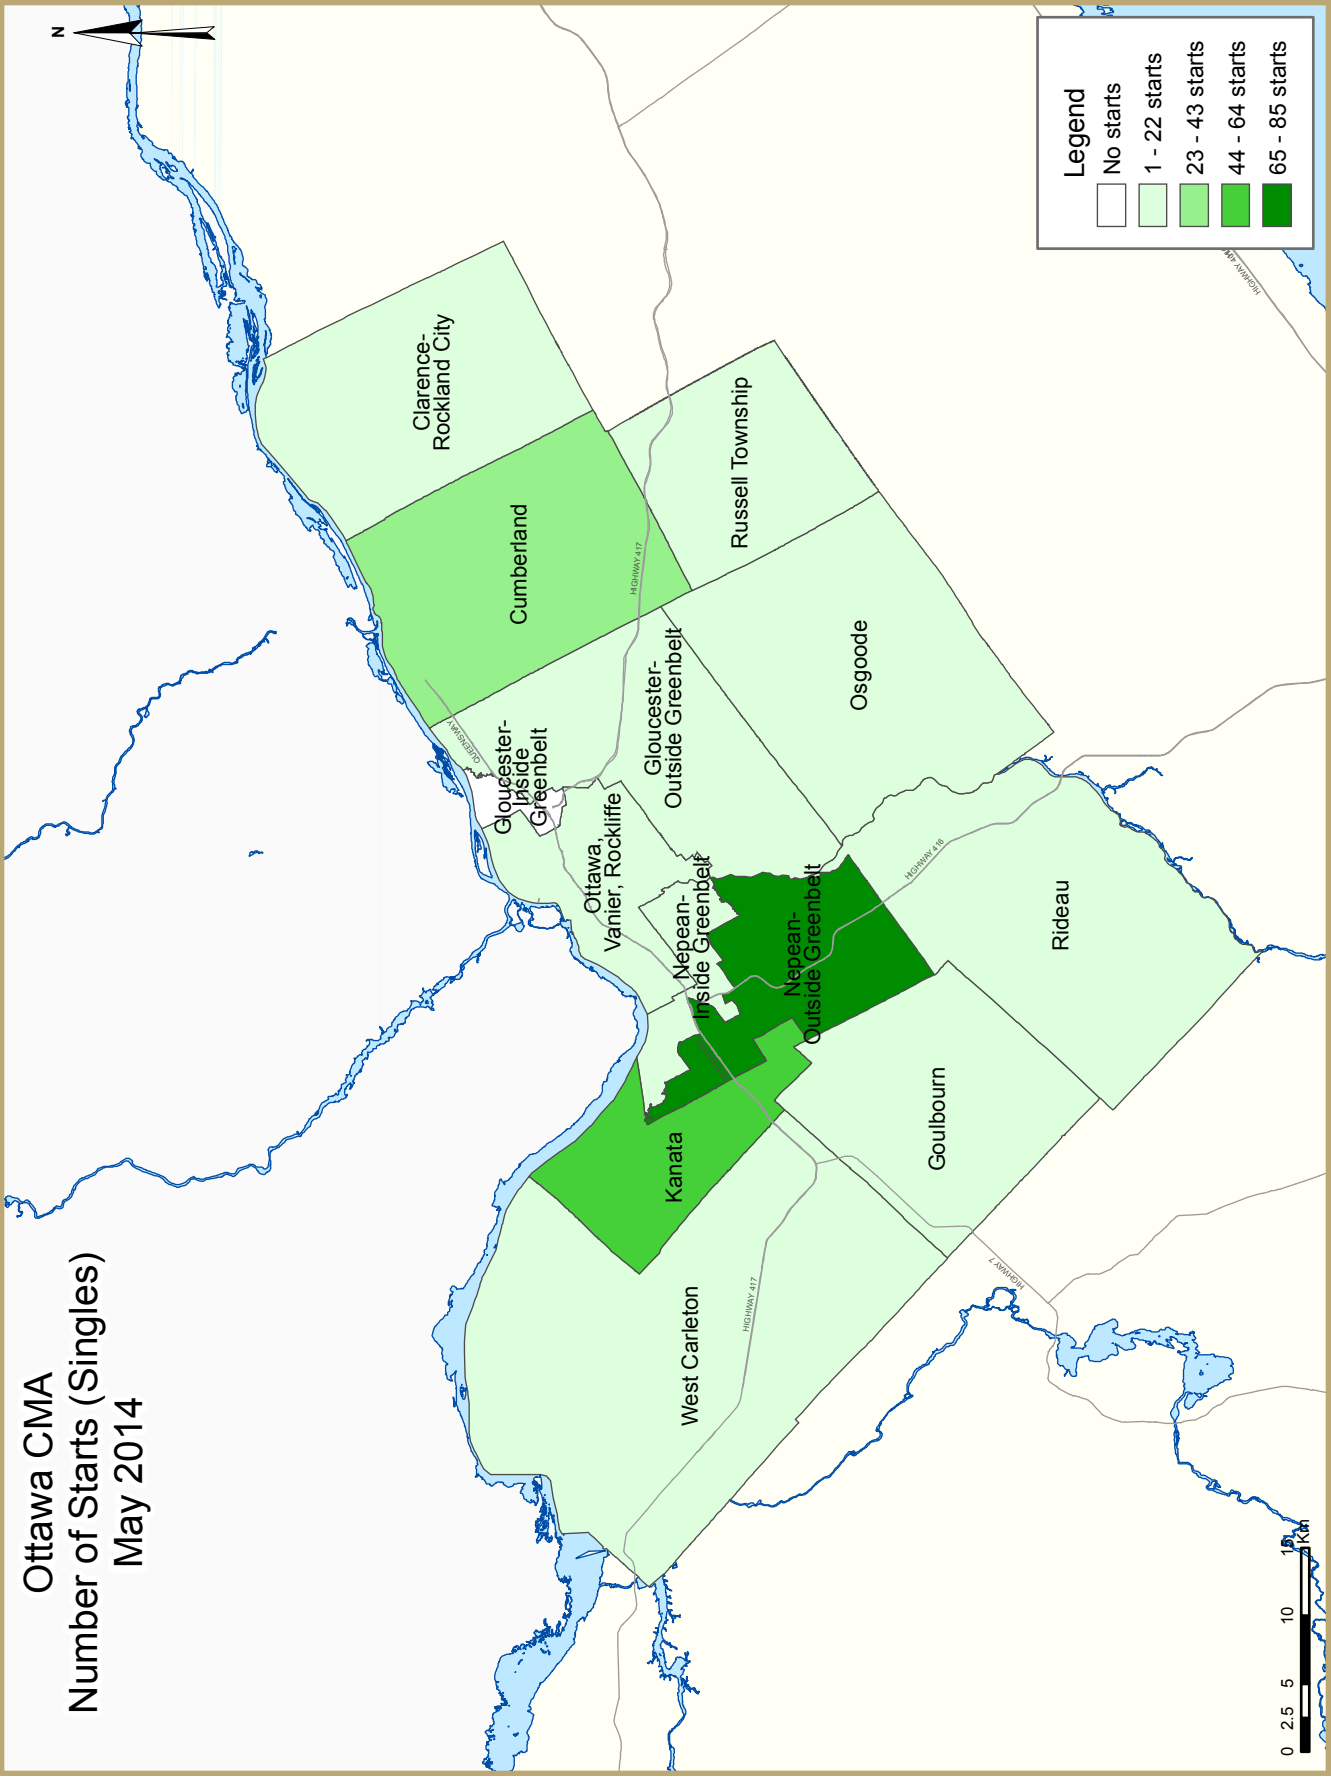 Ottawa CMA
Number of Starts (Singles)
May 2014
N
Legend
No starts
1 - 22 starts
23 - 43 starts
44 - 64 starts
65 - 85 starts
Clarence-
Rockland City
Cumberland
Russell Township
HIGHWAY 417
QUEENSWAY
Gloucester-
Inside
Greenbelt
Gloucester-
Outside Greenbelt
Osgoode
Ottawa,
Vanier, Rockliffe
Nepean-
Inside Greenbelt
Nepean-
Outside Greenbelt
HIGHWAY 416
Rideau
Kanata
Goulbourn
West Carleton
HIGHWAY 417
HIGHWAY 7
HIGHWAY 401
0 2.5 5 10 15
Km